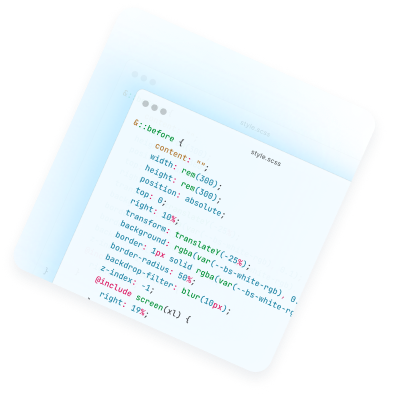 style.scss
style.scss
&::before {
content: "";
width: rem(300);
height: rem(300);
position: absolute;
top: 0;
right: 10%;
transform: translateY(-25%);
background: rgba(var(--bs-white-rgb), 0.
border: 1px solid rgba(var(--bs-white-rg
border-radius: 50%;
backdrop-filter: blur(10px);
z-index: -1;
@include screen(xl) {
right: 19%;
}